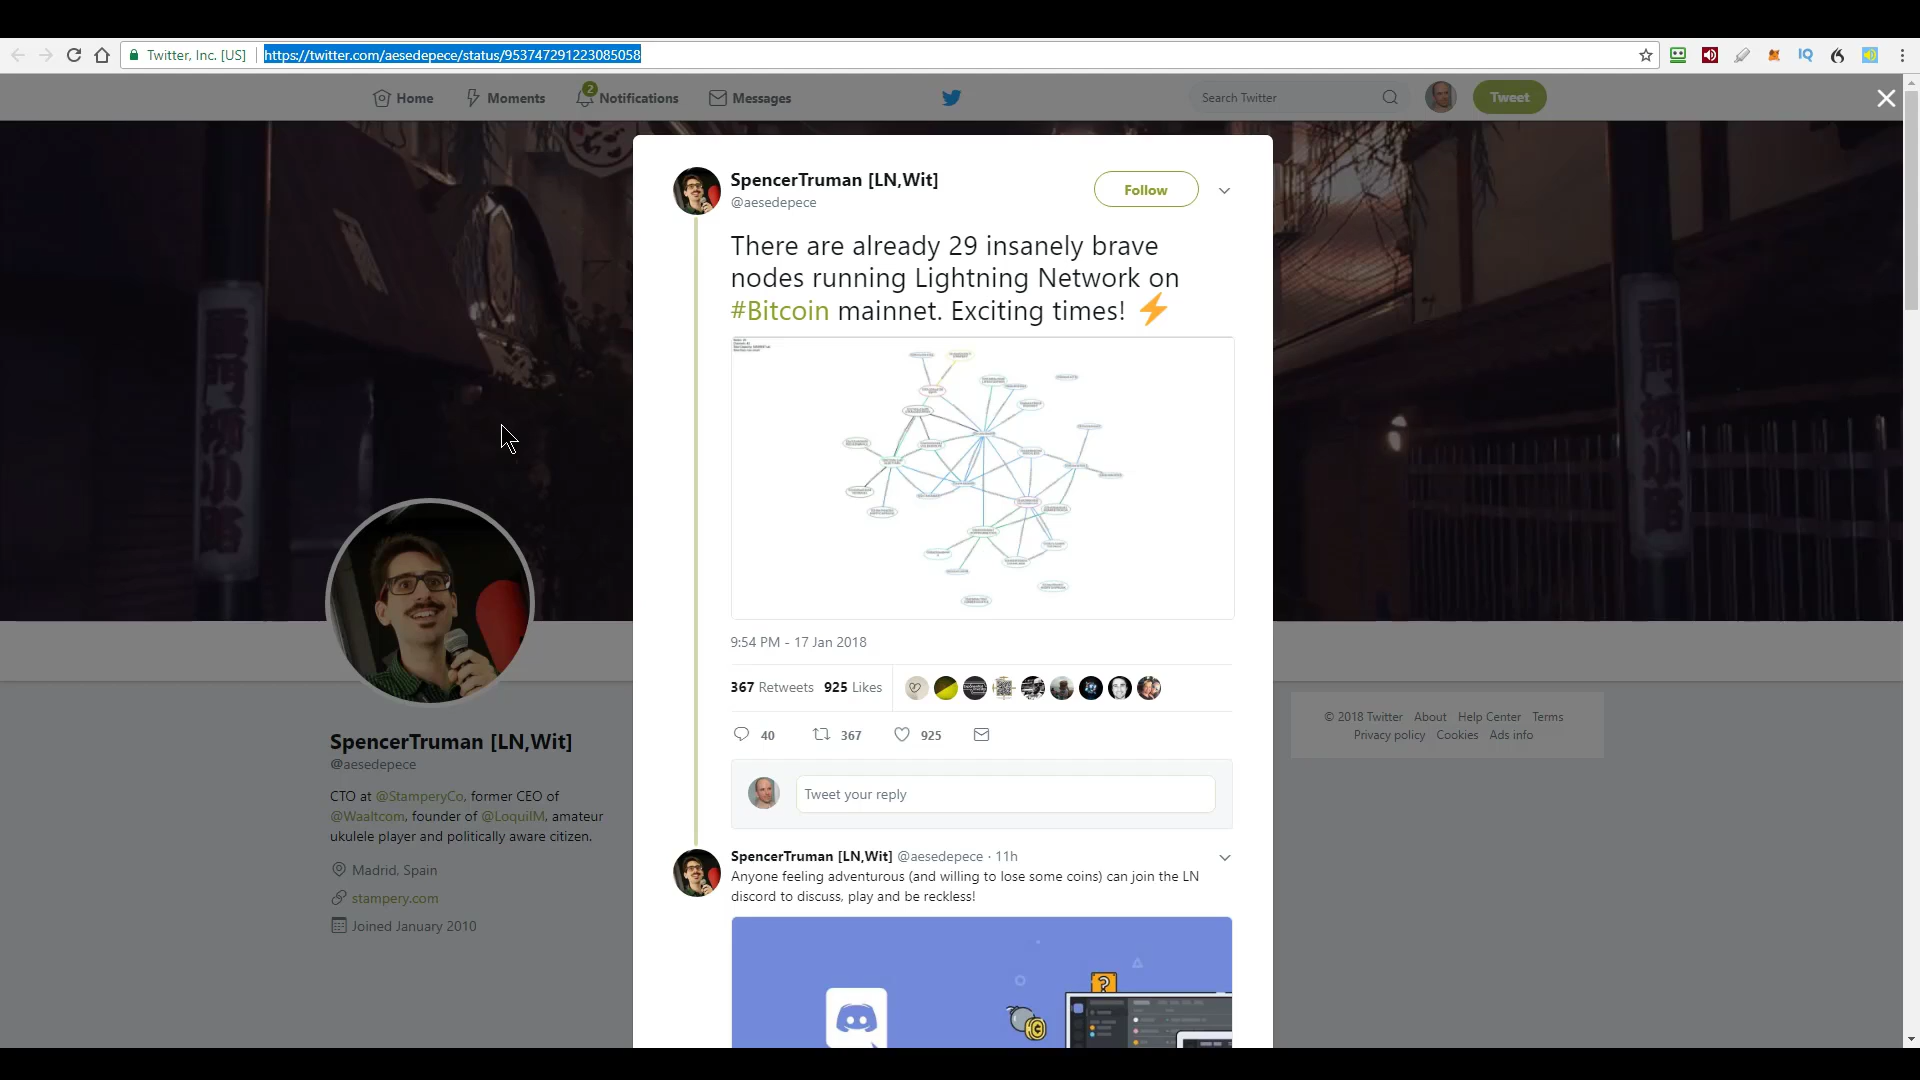 Twitter, Inc. [US]
https://twitter.com/aesedepece/status/953747291223085058
IQ
Home
Moments
2
Notifications
Messages
Search Twitter
Tweet
SpencerTruman [LN,Wit]
@aesedepece
Follow
There are already 29 insanely brave
nodes running Lightning Network on
#Bitcoin mainnet. Exciting times! ⚡
9:54 PM - 17 Jan 2018
367 Retweets 925 Likes
40 367 925
Tweet your reply
SpencerTruman [LN,Wit] @aesedepece · 11h
Anyone feeling adventurous (and willing to lose some coins) can join the LN
discord to discuss, play and be reckless!
?
SpencerTruman [LN,Wit]
@aesedepece
CTO at @StamperyCo, former CEO of
@Waaltcom, founder of @LoquiIM, amateur
ukulele player and politically aware citizen.
Madrid, Spain
stampery.com
Joined January 2010
© 2018 Twitter About Help Center Terms
Privacy policy Cookies Ads info